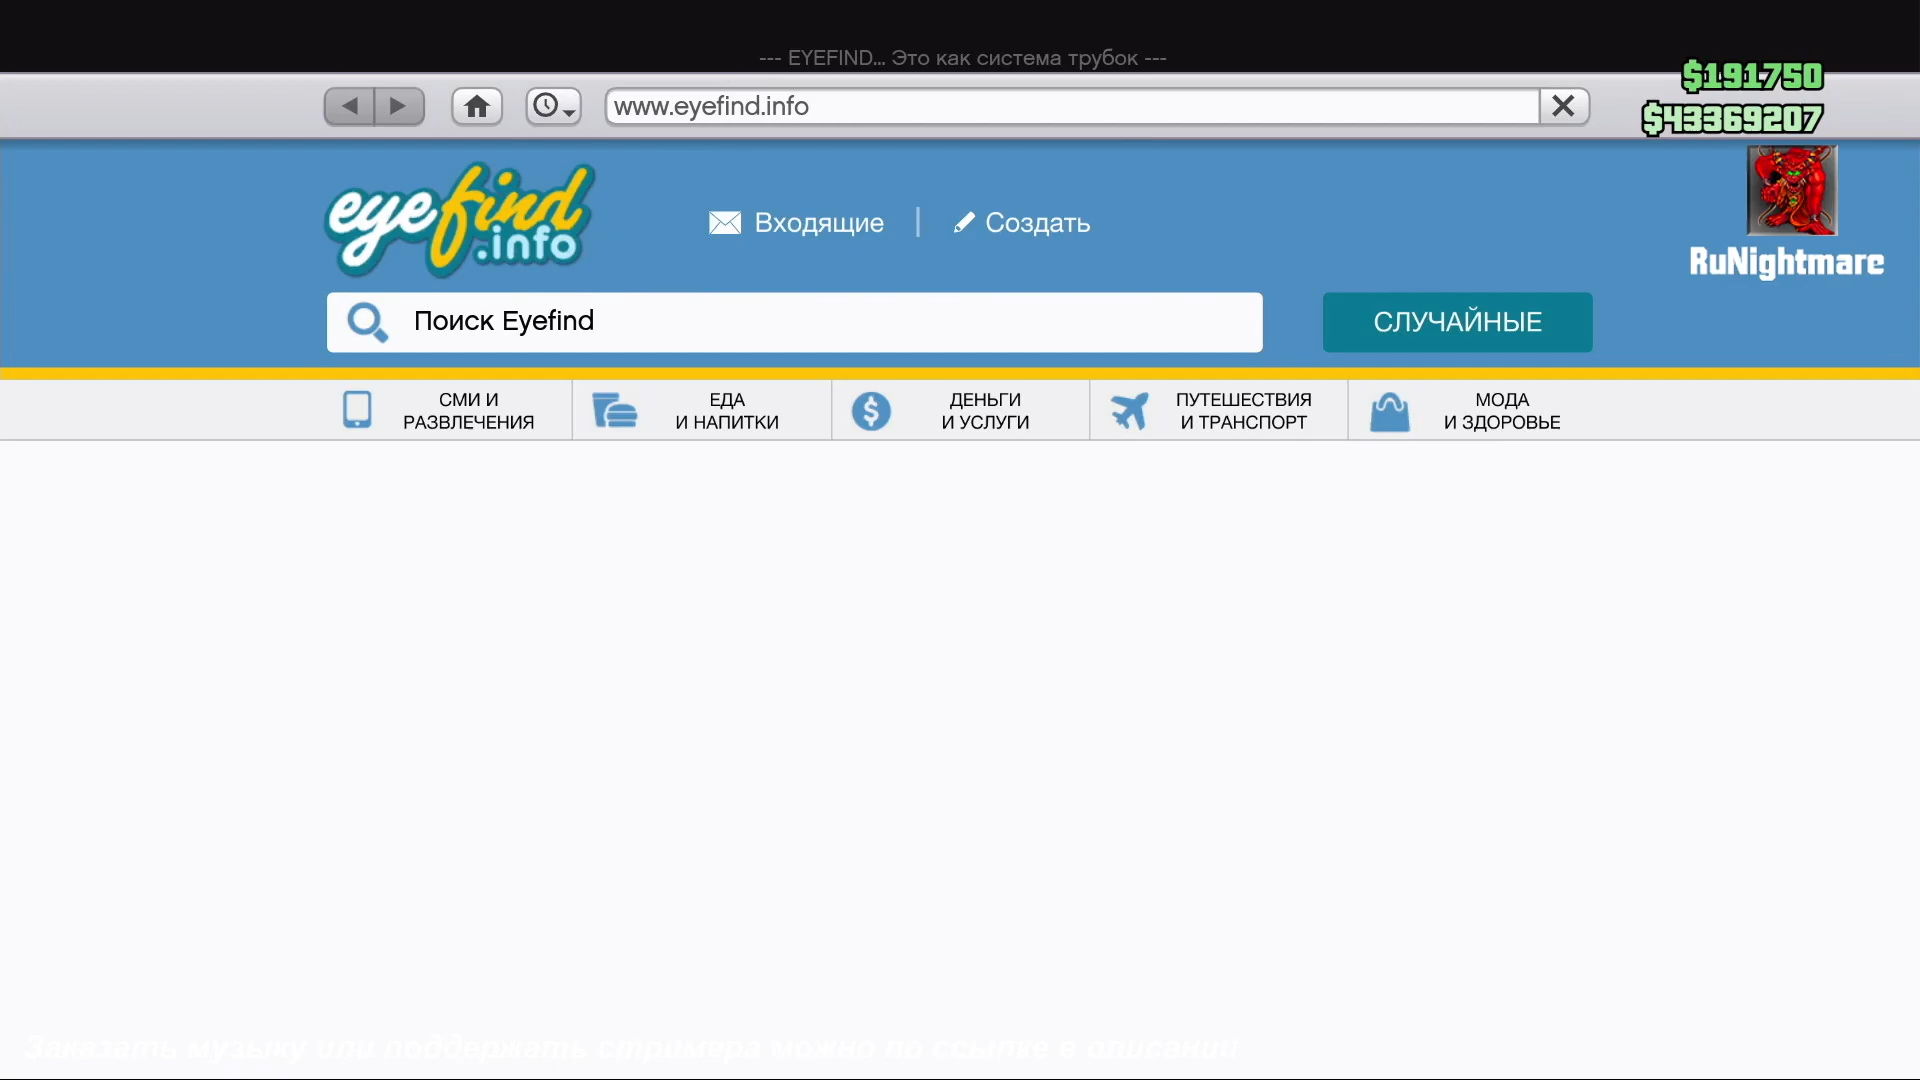 --- EYEFIND... Это как система трубок ---
$191750
www.eyefind.info
$43369207
eyefind
.info
Входящие | Создать
RuNightmare
Поиск Eyefind
СЛУЧАЙНЫЕ
СМИ И
РАЗВЛЕЧЕНИЯ
ЕДА
И НАПИТКИ
ДЕНЬГИ
И УСЛУГИ
ПУТЕШЕСТВИЯ
И ТРАНСПОРТ
МОДА
И ЗДОРОВЬЕ
Заказать музыку или поддержать стримера можно по ссылке в описании